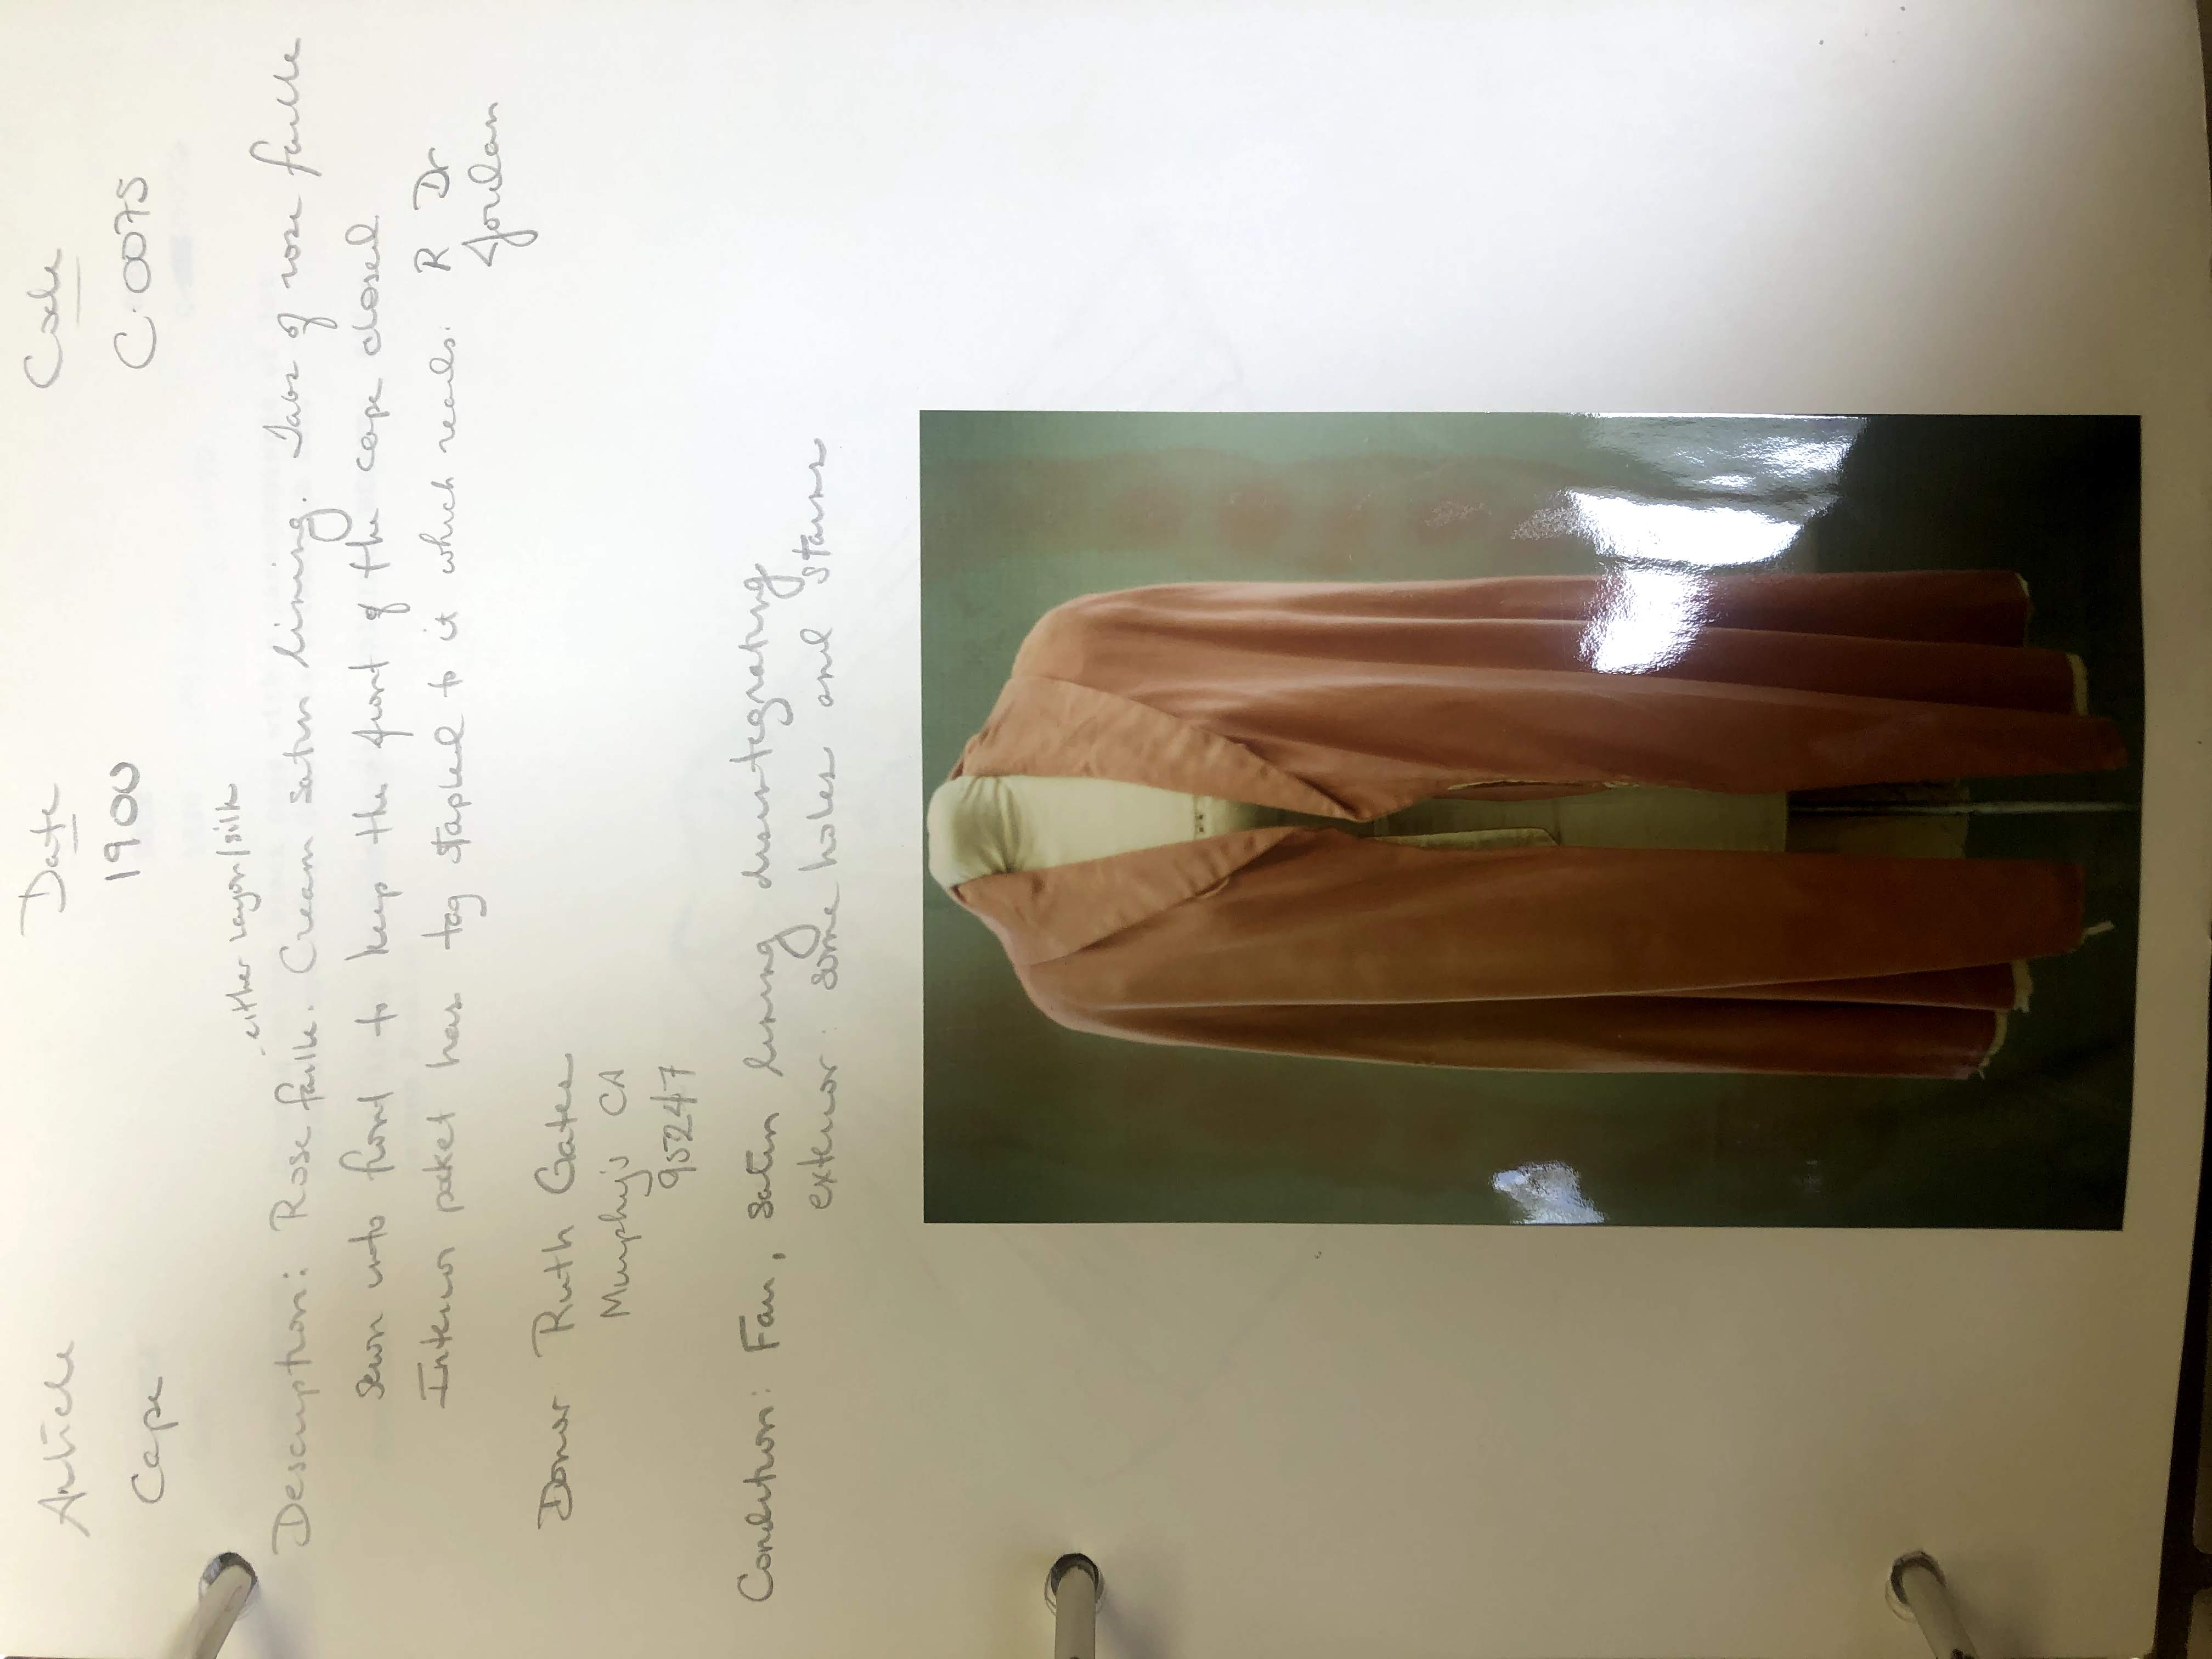 Article Date Code
Cape 1900 C.0075
either rayon/silk
Description: Rose faille. Cream satin lining. Tabs of rose faille
sewn into front to keep the front of the cape closed
Interior pocket has tag stapled to it which reads: R Dr
Jordan
Donor Ruth Gates
Murphy's CA
95247
Condition: Fair, satin lining disintegrating
exterior: some holes and stains